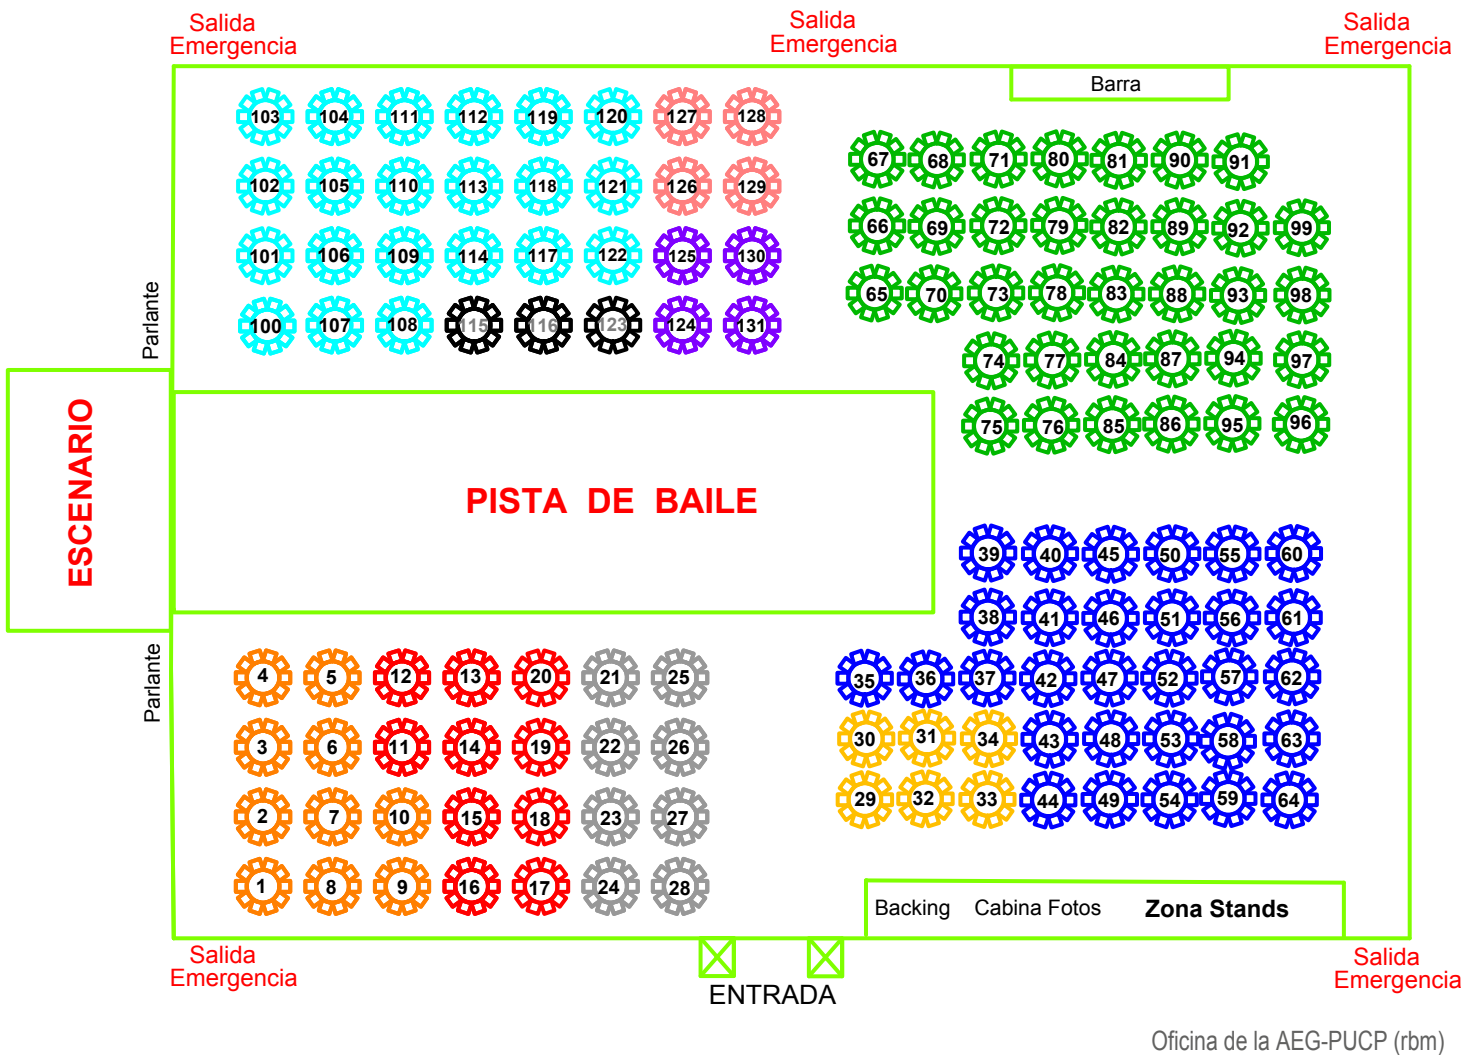 Salida
Emergencia
Salida
Emergencia
Salida
Emergencia
Barra
103 104 111 112 119 120 127 128
67 68 71 80 81 90 91
102 105 110 113 118 121 126 129
66 69 72 79 82 89 92 99
101 106 109 114 117 122 125 130
65 70 73 78 83 88 93 98
Parlante
100 107 108 115 116 123 124 131
74 77 84 87 94 97
75 76 85 86 95 96
ESCENARIO
PISTA DE BAILE
39 40 45 50 55 60
38 41 46 51 56 61
Parlante
4 5 12 13 20 21 25
35 36 37 42 47 52 57 62
3 6 11 14 19 22 26
30 31 34 43 48 53 58 63
2 7 10 15 18 23 27
29 32 33 44 49 54 59 64
1 8 9 16 17 24 28
Backing Cabina Fotos Zona Stands
Salida
Emergencia
ENTRADA
Salida
Emergencia
Oficina de la AEG-PUCP (rbm)